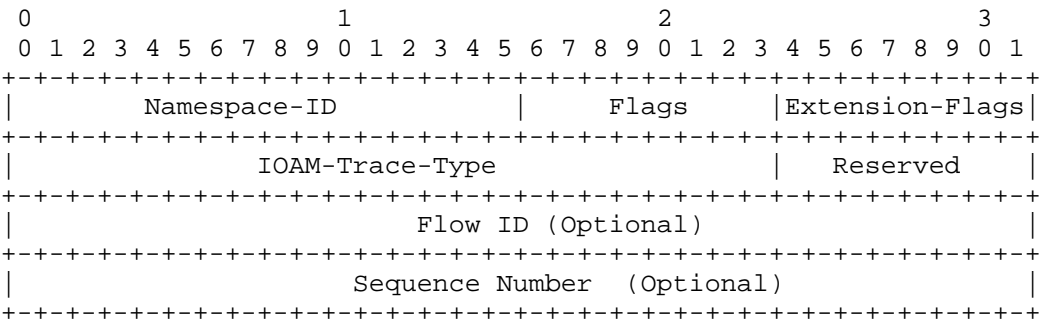 0                   1                   2                   3
 0 1 2 3 4 5 6 7 8 9 0 1 2 3 4 5 6 7 8 9 0 1 2 3 4 5 6 7 8 9 0 1
+-+-+-+-+-+-+-+-+-+-+-+-+-+-+-+-+-+-+-+-+-+-+-+-+-+-+-+-+-+-+-+-+
|        Namespace-ID           |     Flags     |Extension-Flags|
+-+-+-+-+-+-+-+-+-+-+-+-+-+-+-+-+-+-+-+-+-+-+-+-+-+-+-+-+-+-+-+-+
|               IOAM-Trace-Type                 |   Reserved    |
+-+-+-+-+-+-+-+-+-+-+-+-+-+-+-+-+-+-+-+-+-+-+-+-+-+-+-+-+-+-+-+-+
|                         Flow ID (Optional)                    |
+-+-+-+-+-+-+-+-+-+-+-+-+-+-+-+-+-+-+-+-+-+-+-+-+-+-+-+-+-+-+-+-+
|                     Sequence Number  (Optional)               |
+-+-+-+-+-+-+-+-+-+-+-+-+-+-+-+-+-+-+-+-+-+-+-+-+-+-+-+-+-+-+-+-+